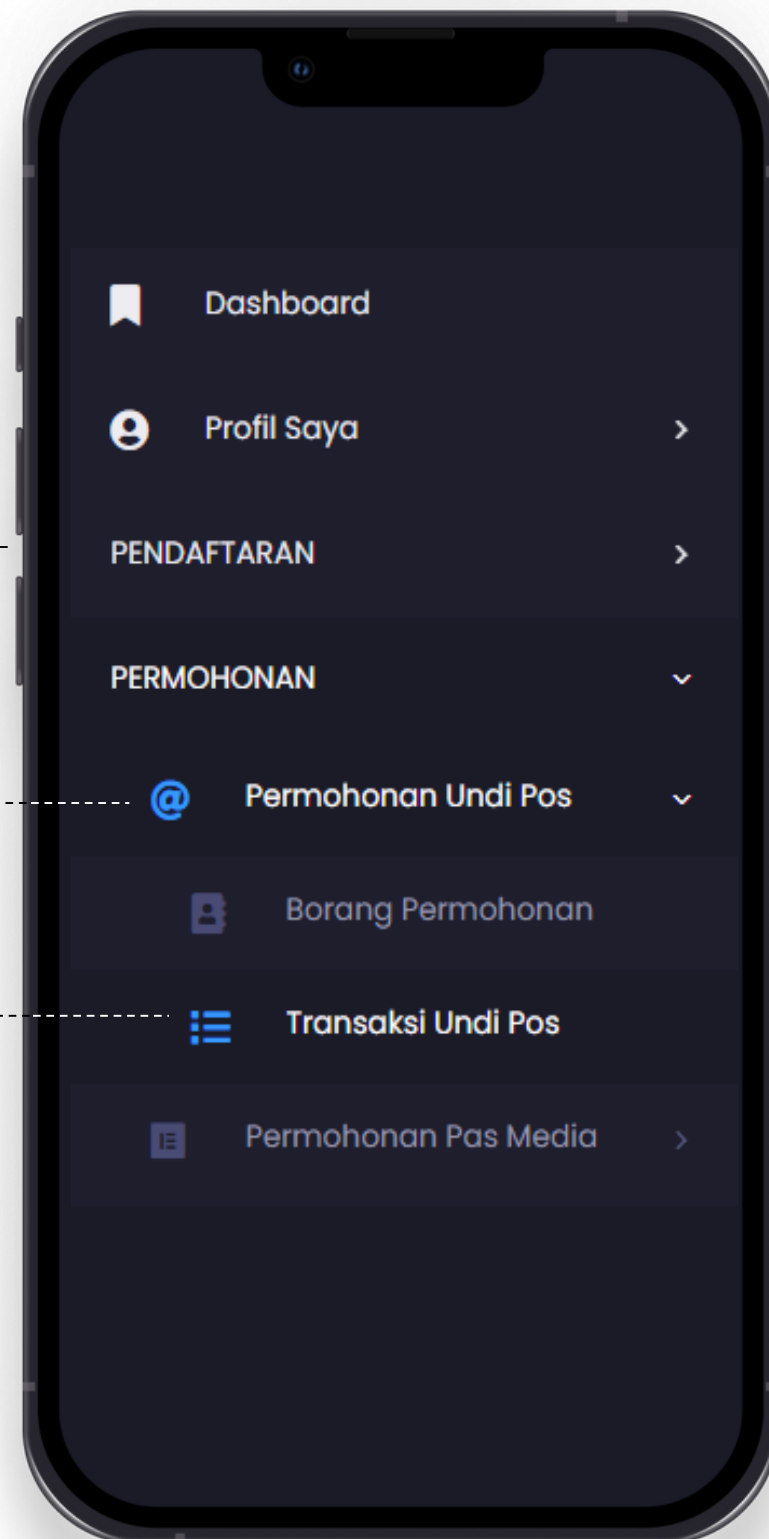 Dashboard
Profil Saya
PENDAFTARAN
PERMOHONAN
Permohonan Undi Pos
Borang Permohonan
Transaksi Undi Pos
Permohonan Pas Media